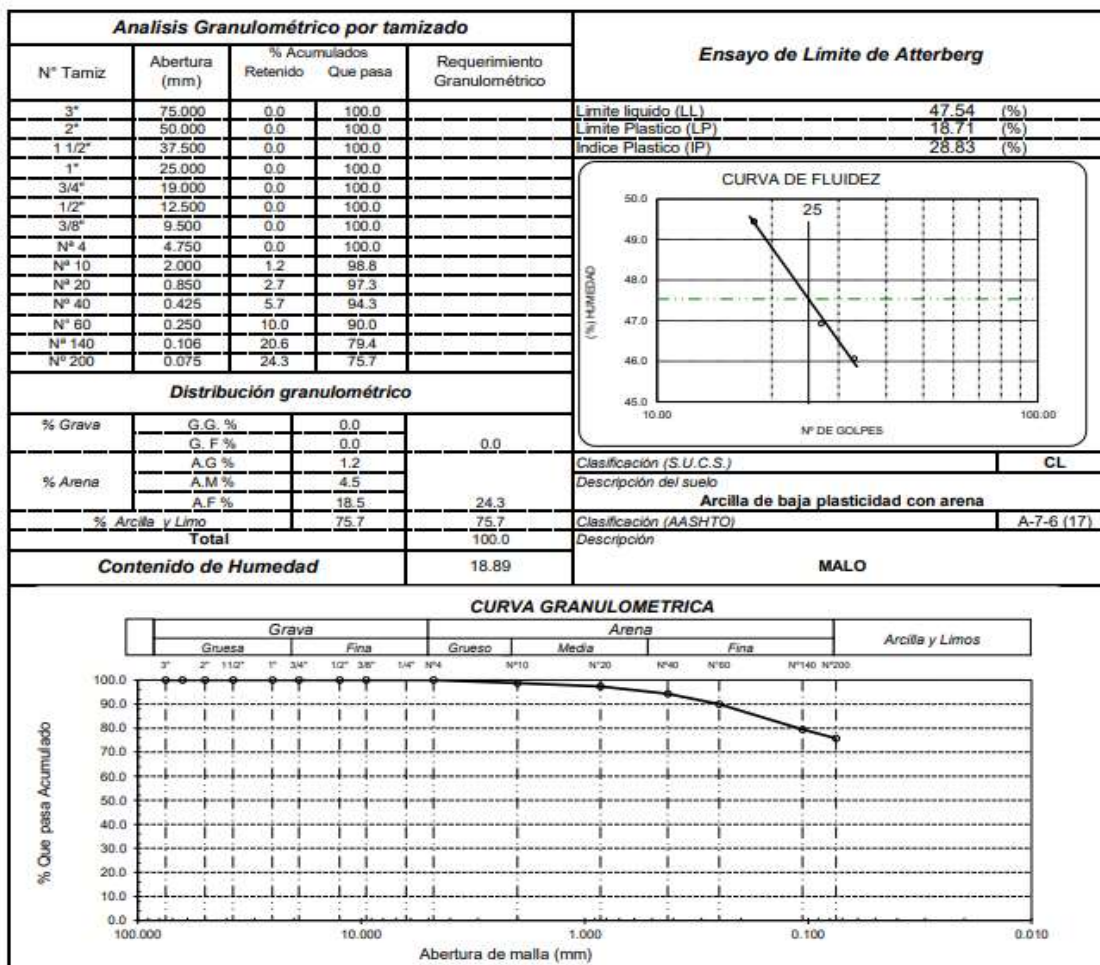 Analisis Granulométrico por tamizado
N° Tamiz Abertura (mm) % Acumulados Retenido Que pasa Requerimiento Granulométrico
3" 75.000 0.0 100.0
2" 50.000 0.0 100.0
1 1/2" 37.500 0.0 100.0
1" 25.000 0.0 100.0
3/4" 19.000 0.0 100.0
1/2" 12.500 0.0 100.0
3/8" 9.500 0.0 100.0
Nª 4 4.750 0.0 100.0
Nª 10 2.000 1.2 98.8
Nª 20 0.850 2.7 97.3
Nº 40 0.425 5.7 94.3
N° 60 0.250 10.0 90.0
Nª 140 0.106 20.6 79.4
Nº 200 0.075 24.3 75.7
Distribución granulométrico
% Grava G.G. % 0.0
G. F % 0.0 0.0
A.G % 1.2
% Arena A.M % 4.5
A.F % 18.5 24.3
% Arcilla y Limo 75.7 75.7
Total 100.0
Contenido de Humedad 18.89
Ensayo de Límite de Atterberg
Limite liquido (LL) 47.54 (%)
Limite Plastico (LP) 18.71 (%)
Indice Plastico (IP) 28.83 (%)
CURVA DE FLUIDEZ
25
50.0
49.0
48.0
47.0
46.0
45.0
(%) HUMEDAD
10.00 100.00
Nº DE GOLPES
Clasificación (S.U.C.S.) CL
Descripción del suelo
Arcilla de baja plasticidad con arena
Clasificación (AASHTO) A-7-6 (17)
Descripción
MALO
CURVA GRANULOMETRICA
Grava Arena Arcilla y Limos
Gruesa Fina Grueso Media Fina
3" 2" 11/2" 1" 3/4" 1/2" 3/8" 1/4" Nº4 Nº10 N°20 Nº40 N°60 N°140 Nº200
100.0
90.0
80.0
70.0
60.0
50.0
40.0
30.0
20.0
10.0
0.0
% Que pasa Acumulado
100.000 10.000 1.000 0.100 0.010
Abertura de malla (mm)